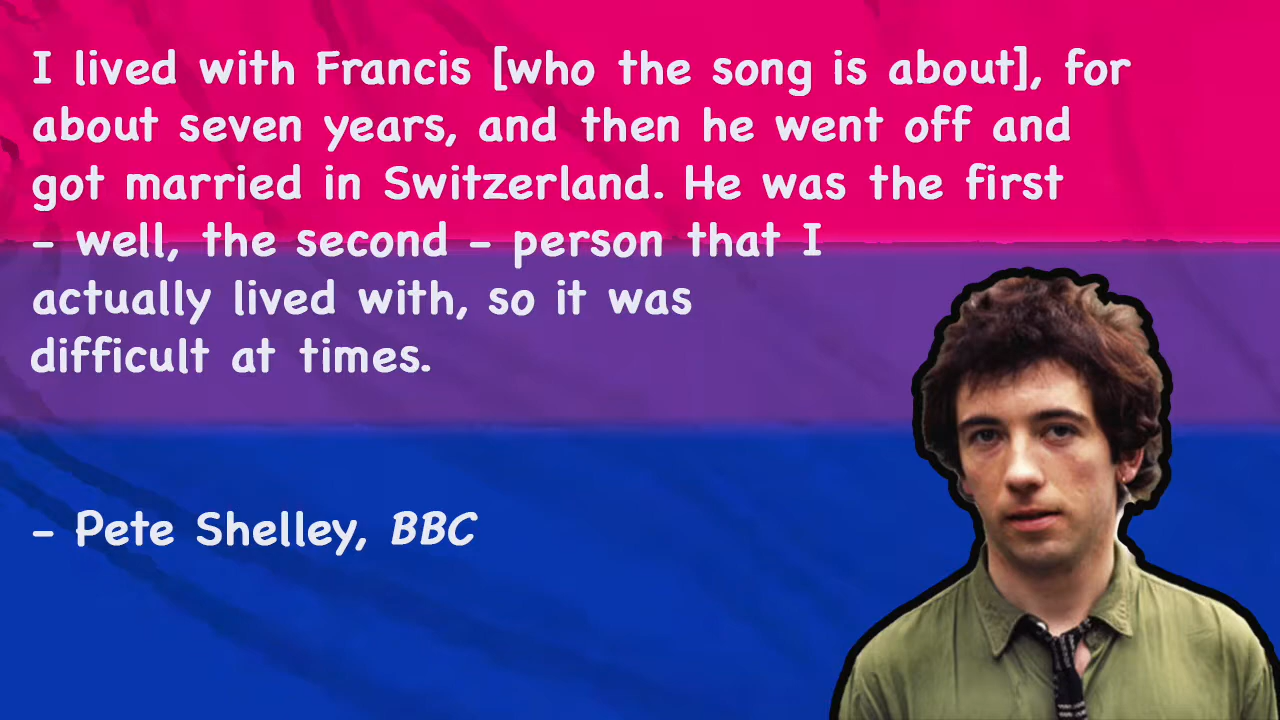 I lived with Francis [who the song is about], for
about seven years, and then he went off and
got married in Switzerland. He was the first
– well, the second – person that I
actually lived with, so it was
difficult at times.
– Pete Shelley, BBC